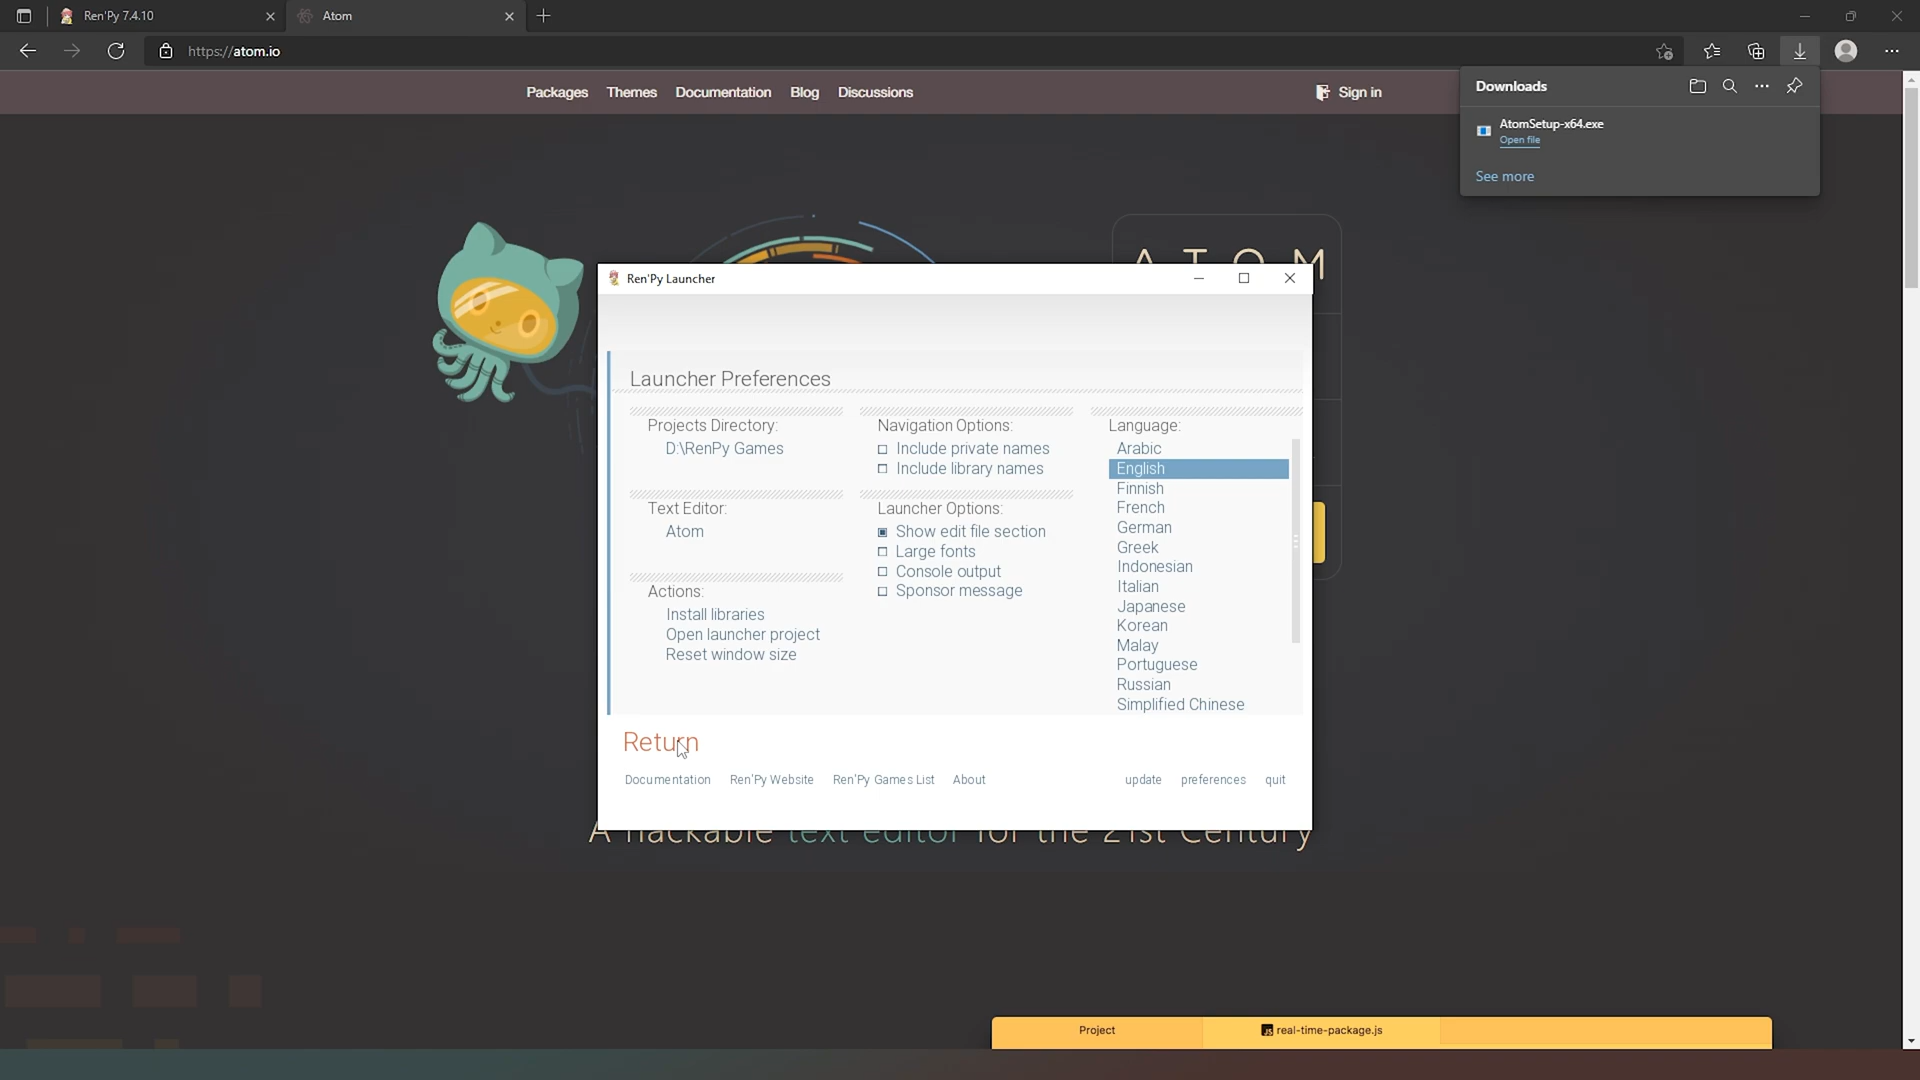 Ren'Py 7.4.10
Atom
https://atom.io
Packages Themes Documentation Blog Discussions
Sign in
Downloads
AtomSetup-x64.exe
Open file
See more
ATOM
Ren'Py Launcher
Launcher Preferences
Projects Directory:
D:\RenPy Games
Text Editor:
Atom
Actions:
Install libraries
Open launcher project
Reset window size
Navigation Options:
Include private names
Include library names
Launcher Options:
Show edit file section
Large fonts
Console output
Sponsor message
Language:
Arabic
English
Finnish
French
German
Greek
Indonesian
Italian
Japanese
Korean
Malay
Portuguese
Russian
Simplified Chinese
Return
Documentation Ren'Py Website Ren'Py Games List About
update preferences quit
A hackable text editor for the 21st Century
Project
real-time-package.js